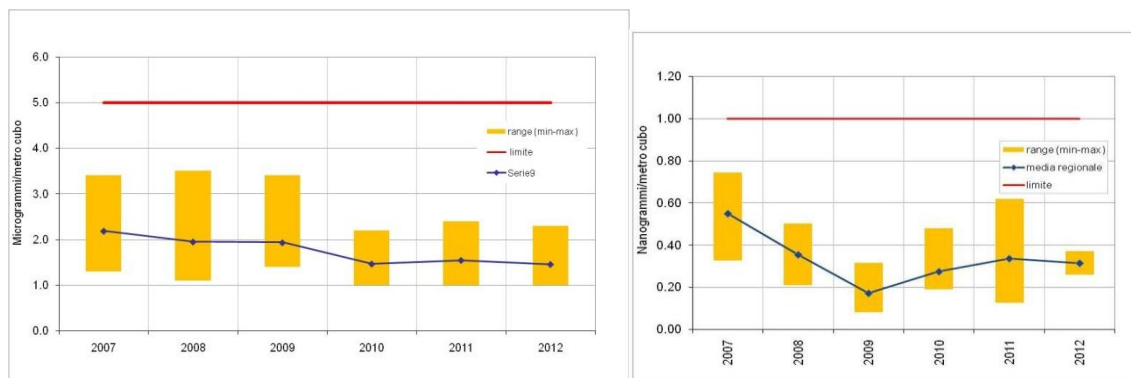 Microgrammi/metro cubo
6.0
5.0
4.0
3.0
2.0
1.0
0.0
2007 2008 2009 2010 2011 2012
range (min-max)
limite
Serie9
Nanogrammi/metro cubo
1.20
1.00
0.80
0.60
0.40
0.20
0.00
2007 2008 2009 2010 2011 2012
range (min-max)
media regionale
limite